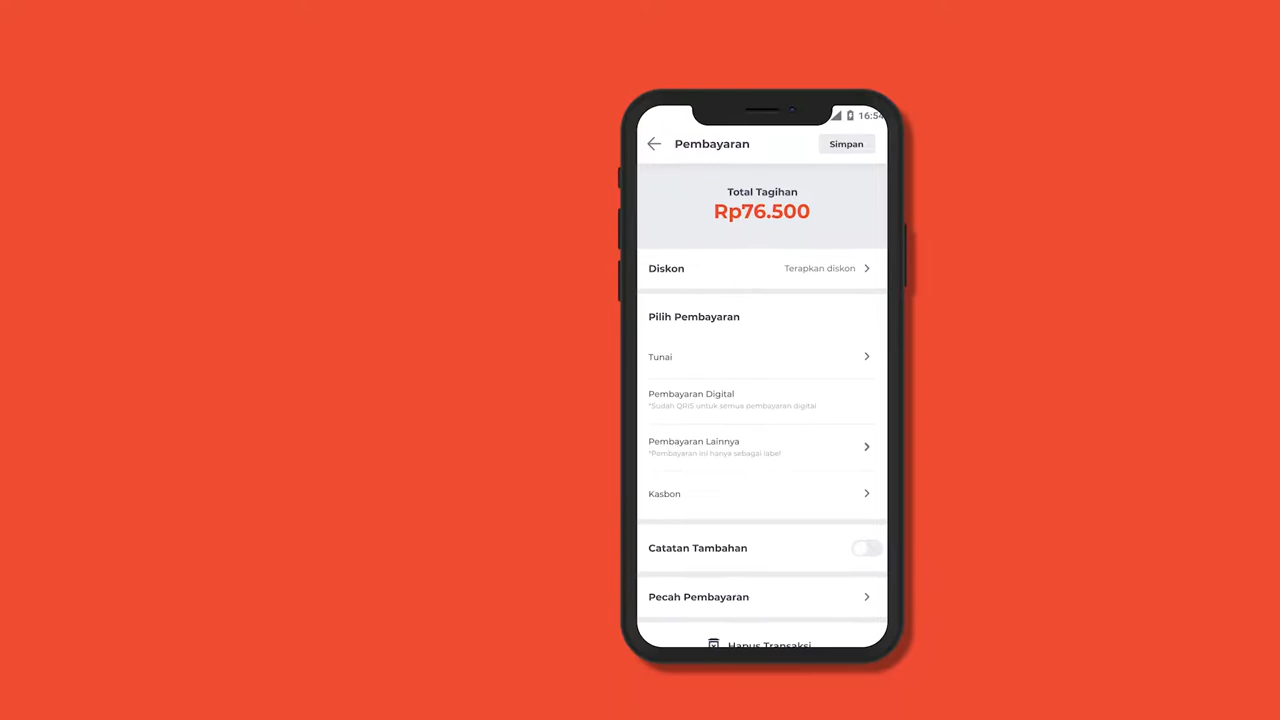 16:54
Pembayaran
Simpan
Total Tagihan
Rp76.500
Diskon
Terapkan diskon
Pilih Pembayaran
Tunai
Pembayaran Digital
*Sudah QRIS untuk semua pembayaran digital
Pembayaran Lainnya
*Pembayaran ini hanya sebagai label
Kasbon
Catatan Tambahan
Pecah Pembayaran
Hapus Transaksi